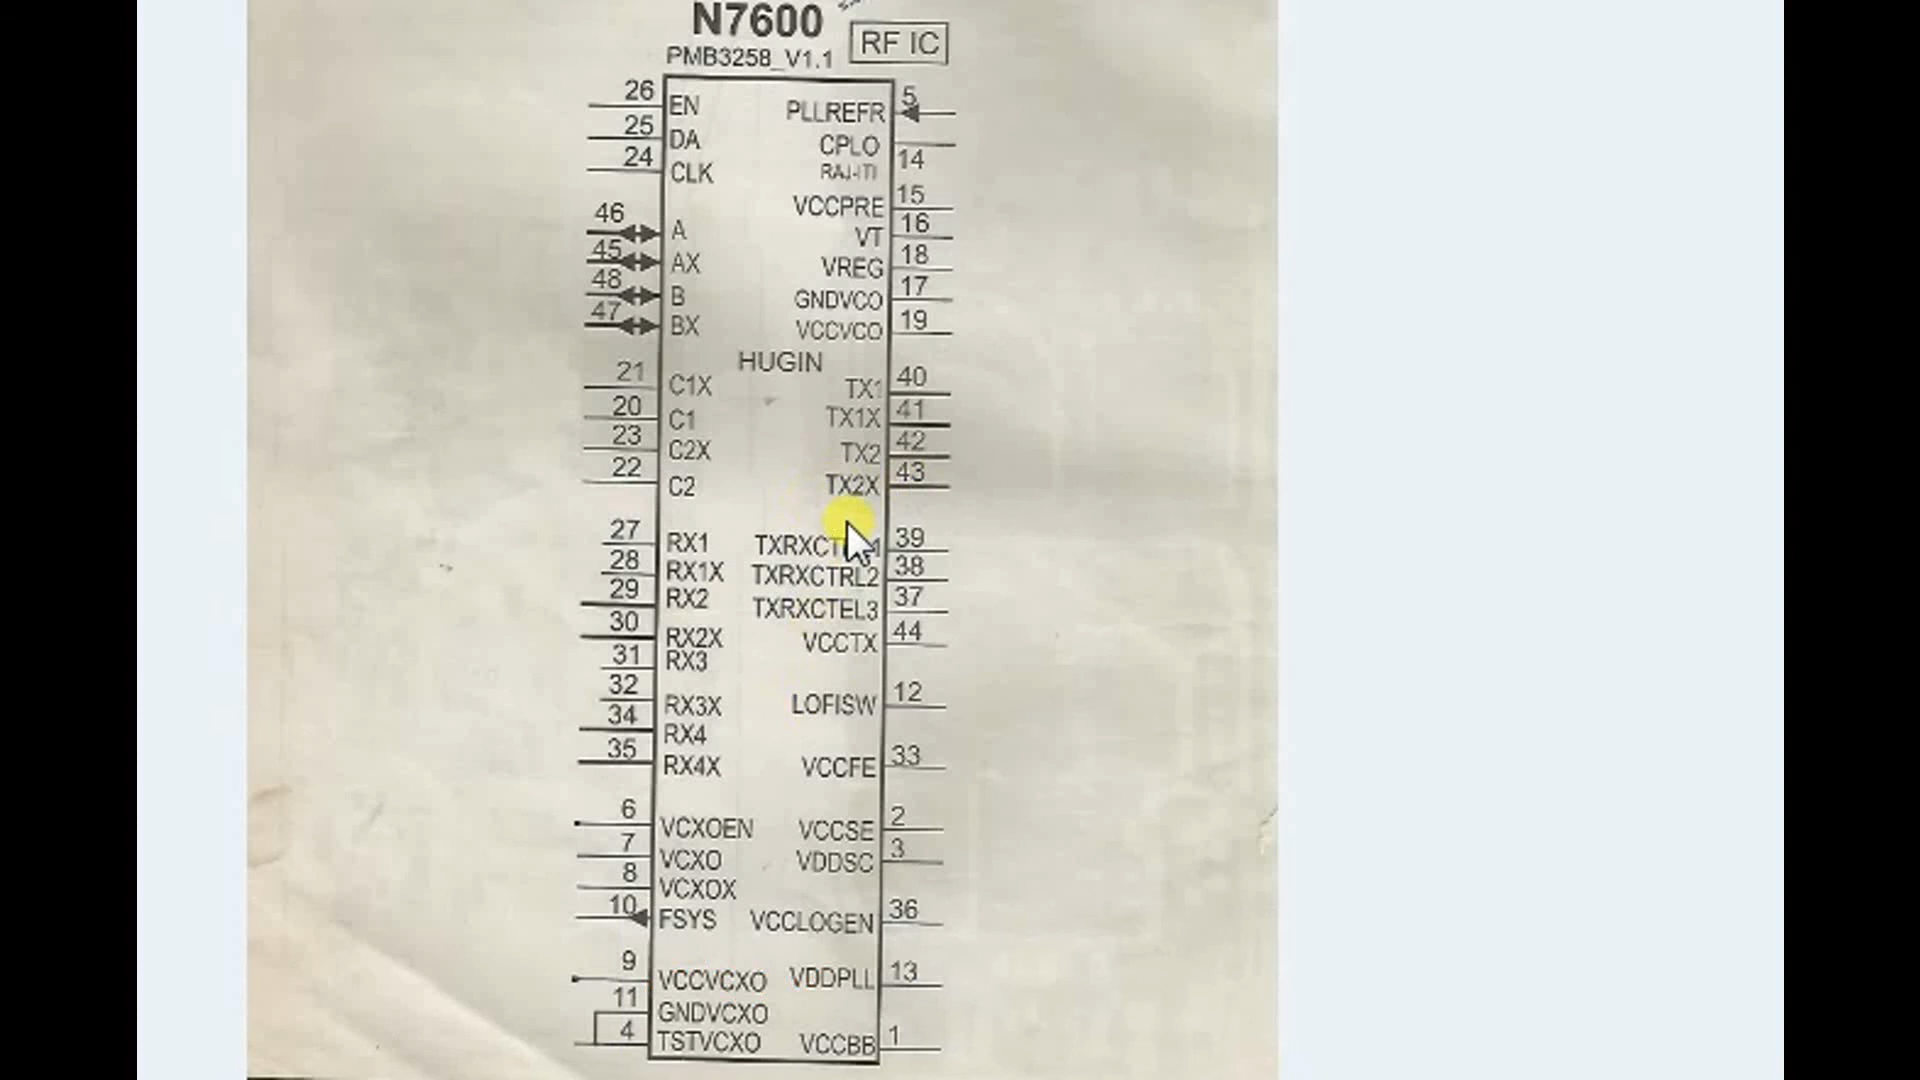 N7600
PMB3258_V1.1
RF IC
26 EN
25 DA
24 CLK
46 A
45 AX
48 B
47 BX
HUGIN
21 C1X
20 C1
23 C2X
22 C2
27 RX1
28 RX1X
29 RX2
30 RX2X
31 RX3
32 RX3X
34 RX4
35 RX4X
6 VCXOEN
7 VCXO
8 VCXOX
10 FSYS
9 VCCVCXO
11 GNDVCXO
4 TSTVCXO
PLLREFR 5
CPLO 14
RAJ-ITI
VCCPRE 15
VT 16
VREG 18
GNDVCO 17
VCCVCO 19
TX1 40
TX1X 41
TX2 42
TX2X 43
39
TXRXCTRL2 38
TXRXCTEL3 37
VCCTX 44
LOFISW 12
VCCFE 33
VCCSE 2
VDDSC 3
VCCLOGEN 36
VDDPLL 13
VCCBB 1